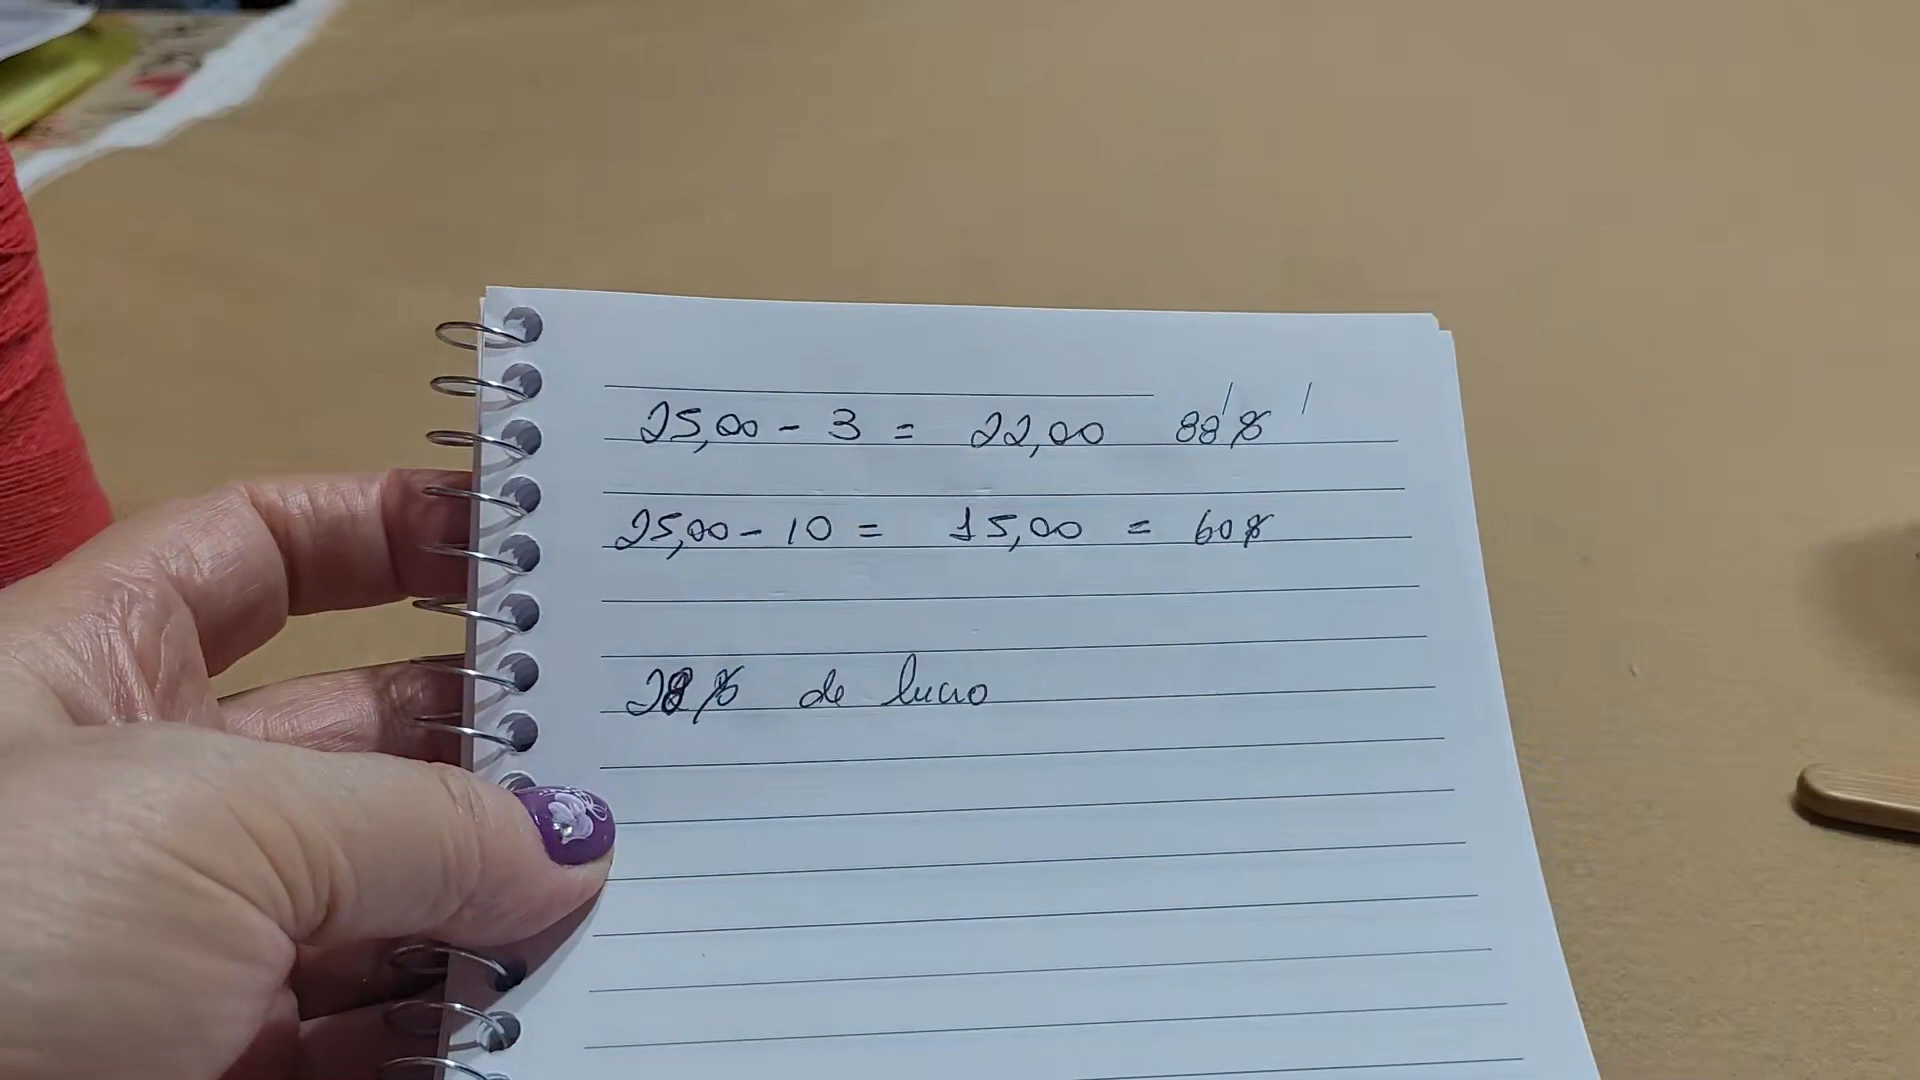 25,00 - 3 = 22,00 88%
25,00 - 10 = 15,00 = 60%
28% de lucro